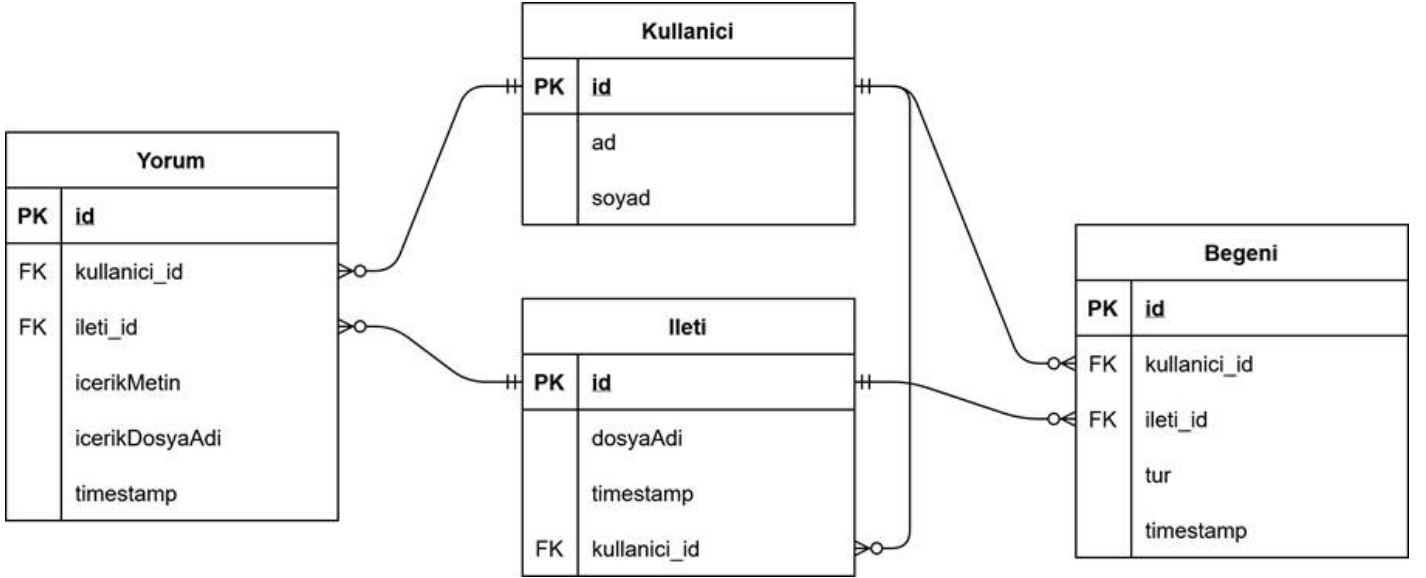 Kullanici
PK id
ad
soyad
Yorum
PK id
FK kullanici_id
FK ileti_id
icerikMetin
icerikDosyaAdi
timestamp
Ileti
PK id
dosyaAdi
timestamp
FK kullanici_id
Begeni
PK id
FK kullanici_id
FK ileti_id
tur
timestamp